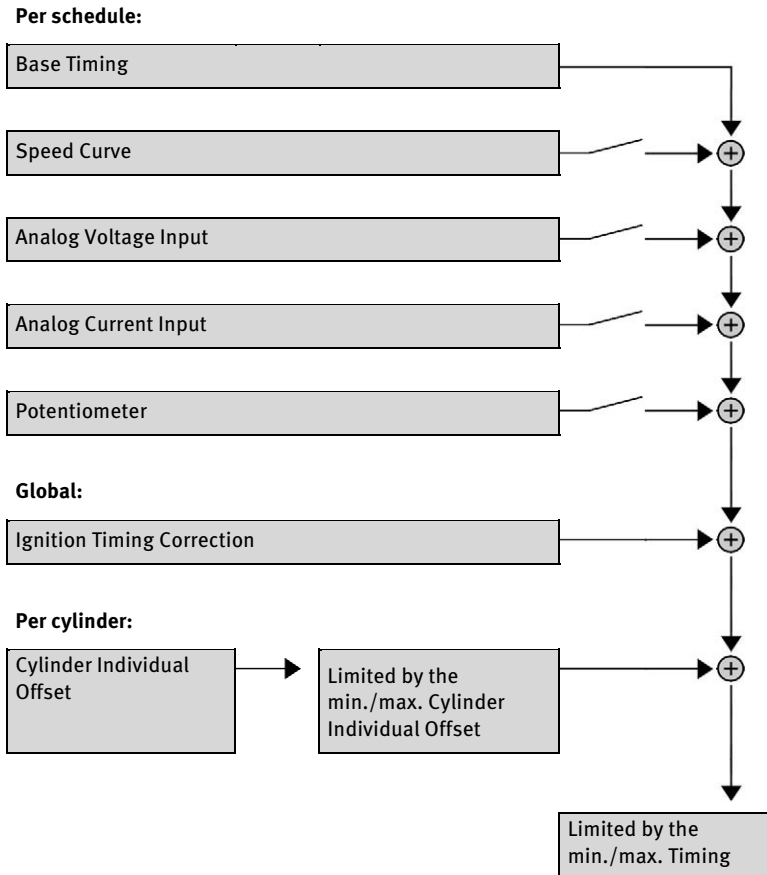 Per schedule:
Base Timing
Speed Curve
Analog Voltage Input
Analog Current Input
Potentiometer
Global:
Ignition Timing Correction
Per cylinder:
Cylinder Individual
Offset
Limited by the
min./max. Cylinder
Individual Offset
Limited by the
min./max. Timing